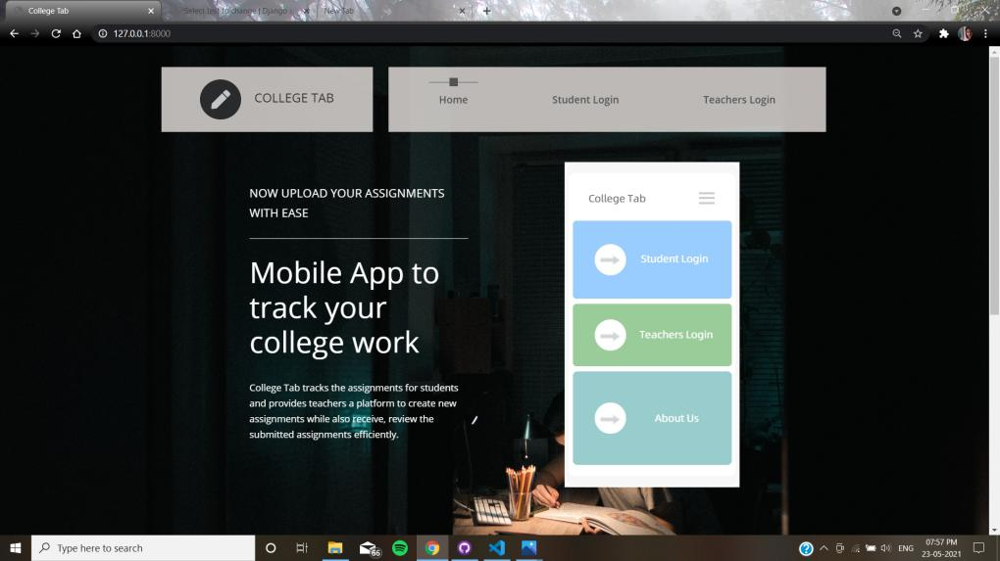 College Tab
Select test to change | Django
New Tab
127.0.0.1:8000
COLLEGE TAB
Home
Student Login
Teachers Login
NOW UPLOAD YOUR ASSIGNMENTS
WITH EASE
Mobile App to
track your
college work
College Tab tracks the assignments for students
and provides teachers a platform to create new
assignments while also receive, review the
submitted assignments efficiently.
College Tab
Student Login
Teachers Login
About Us
Type here to search
66
ENG
07:57 PM
23-05-2021